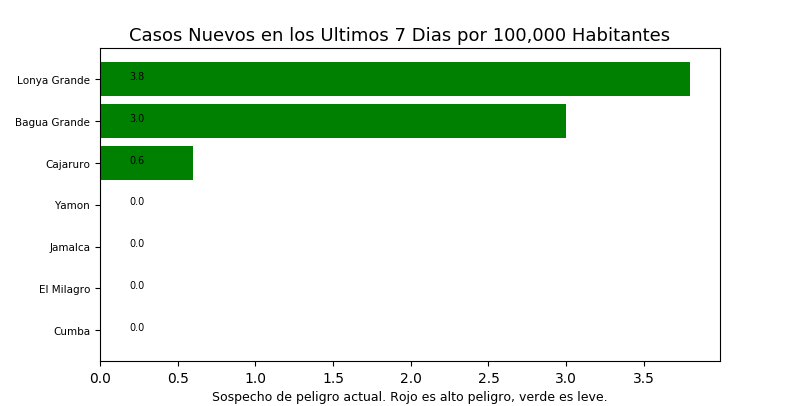 Casos Nuevos en los Ultimos 7 Dias por 100,000 Habitantes
Lonya Grande 3.8
Bagua Grande 3.0
Cajaruro 0.6
Yamon 0.0
Jamalca 0.0
El Milagro 0.0
Cumba 0.0
0.0 0.5 1.0 1.5 2.0 2.5 3.0 3.5
Sospecho de peligro actual. Rojo es alto peligro, verde es leve.